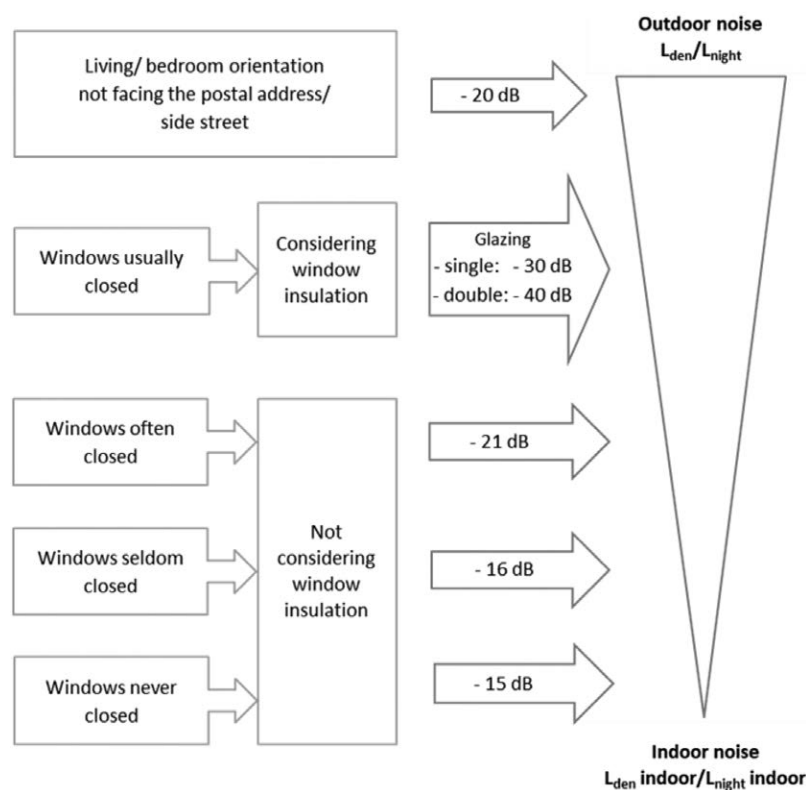 Outdoor noise
Lden/Lnight
Living/ bedroom orientation
not facing the postal address/
side street
- 20 dB
Windows usually
closed
Considering
window
insulation
Glazing
- single: - 30 dB
- double: - 40 dB
Windows often
closed
- 21 dB
Not
considering
window
insulation
Windows seldom
closed
- 16 dB
Windows never
closed
- 15 dB
Indoor noise
Lden indoor/Lnight indoor